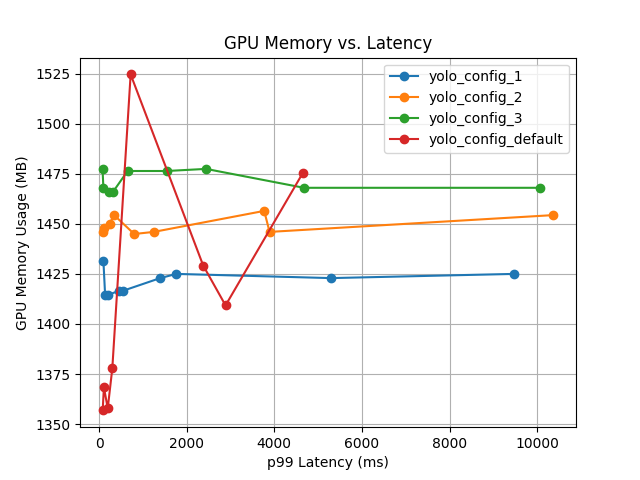 GPU Memory vs. Latency
yolo_config_1
yolo_config_2
yolo_config_3
yolo_config_default
GPU Memory Usage (MB)
1525
1500
1475
1450
1425
1400
1375
1350
0 2000 4000 6000 8000 10000
p99 Latency (ms)